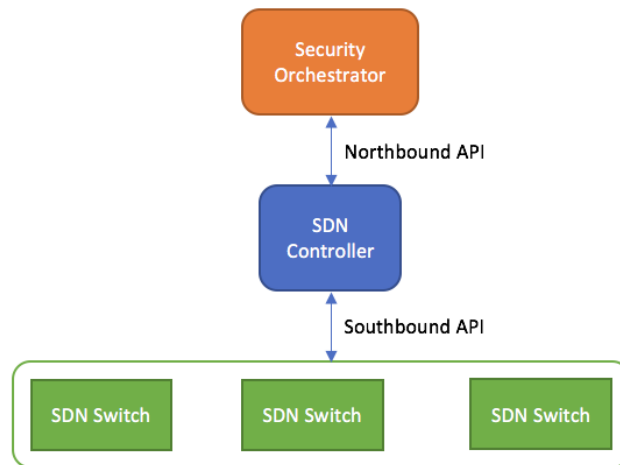 Security
Orchestrator
Northbound API
SDN
Controller
Southbound API
SDN Switch
SDN Switch
SDN Switch